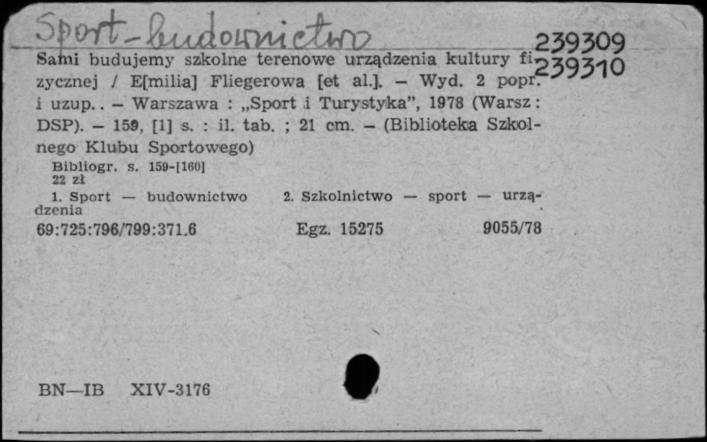 Sport – budownictwo
239309
239310
Sami budujemy szkolne terenowe urządzenia kultury fi-
zycznej / E[milia] Fliegerowa [et al.]. — Wyd. 2 popr.
i uzup.. — Warszawa : „Sport i Turystyka”, 1978 (Warsz :
DSP). — 159, [1] s. : il. tab. ; 21 cm. — (Biblioteka Szkol-
nego Klubu Sportowego)
Bibliogr. s. 159-[160]
22 zł
1. Sport — budownictwo 2. Szkolnictwo — sport — urzą-
dzenia
69:725:796/799:371.6 Egz. 15275 9055/78
BN—IB XIV-3176